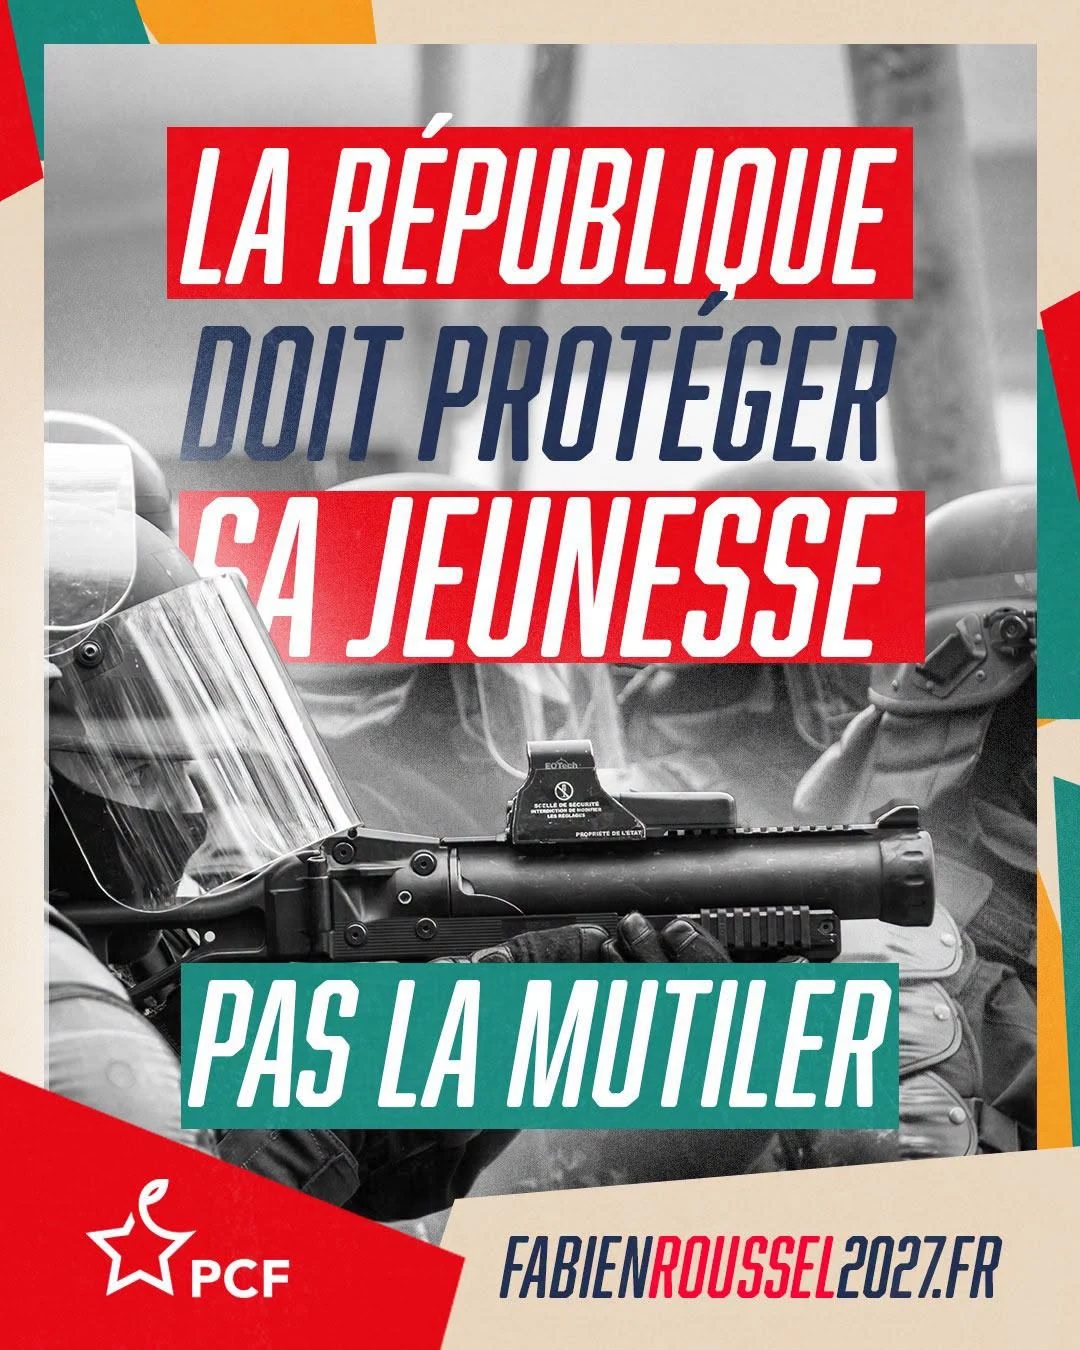 LA RÉPUBLIQUE
DOIT PROTÉGER
SA JEUNESSE
EOTech
SCELLÉ DE SÉCURITÉ
INTERDICTION DE MODIFIER
LES RÉGLAGES
PROPRIÉTÉ DE L'ETAT
PAS LA MUTILER
PCF
FABIENROUSSEL2027.FR